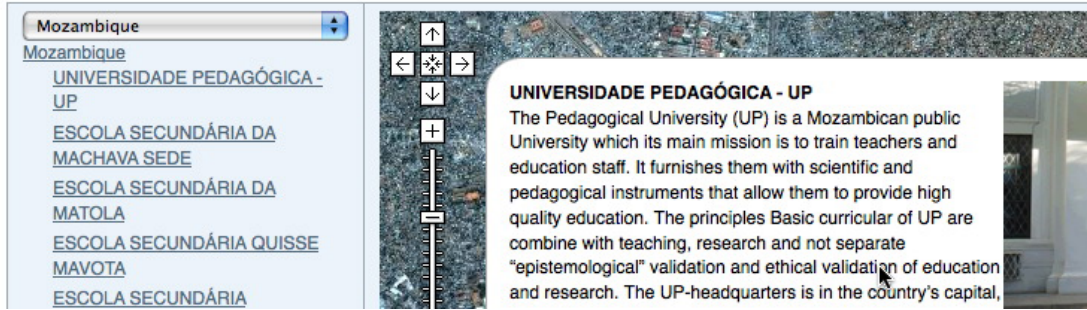 Mozambique
Mozambique
UNIVERSIDADE PEDAGÓGICA -
UP
ESCOLA SECUNDÁRIA DA
MACHAVA SEDE
ESCOLA SECUNDÁRIA DA
MATOLA
ESCOLA SECUNDÁRIA QUISSE
MAVOTA
ESCOLA SECUNDÁRIA
UNIVERSIDADE PEDAGÓGICA - UP
The Pedagogical University (UP) is a Mozambican public
University which its main mission is to train teachers and
education staff. It furnishes them with scientific and
pedagogical instruments that allow them to provide high
quality education. The principles Basic curricular of UP are
combine with teaching, research and not separate
“epistemological” validation and ethical validation of education
and research. The UP-headquarters is in the country’s capital,